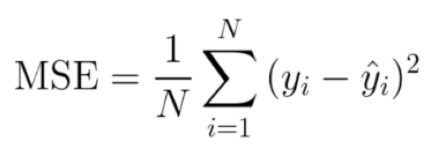 MSE = \frac{1}{N} \sum_{i=1}^{N} (y_i - \hat{y}_i)^2